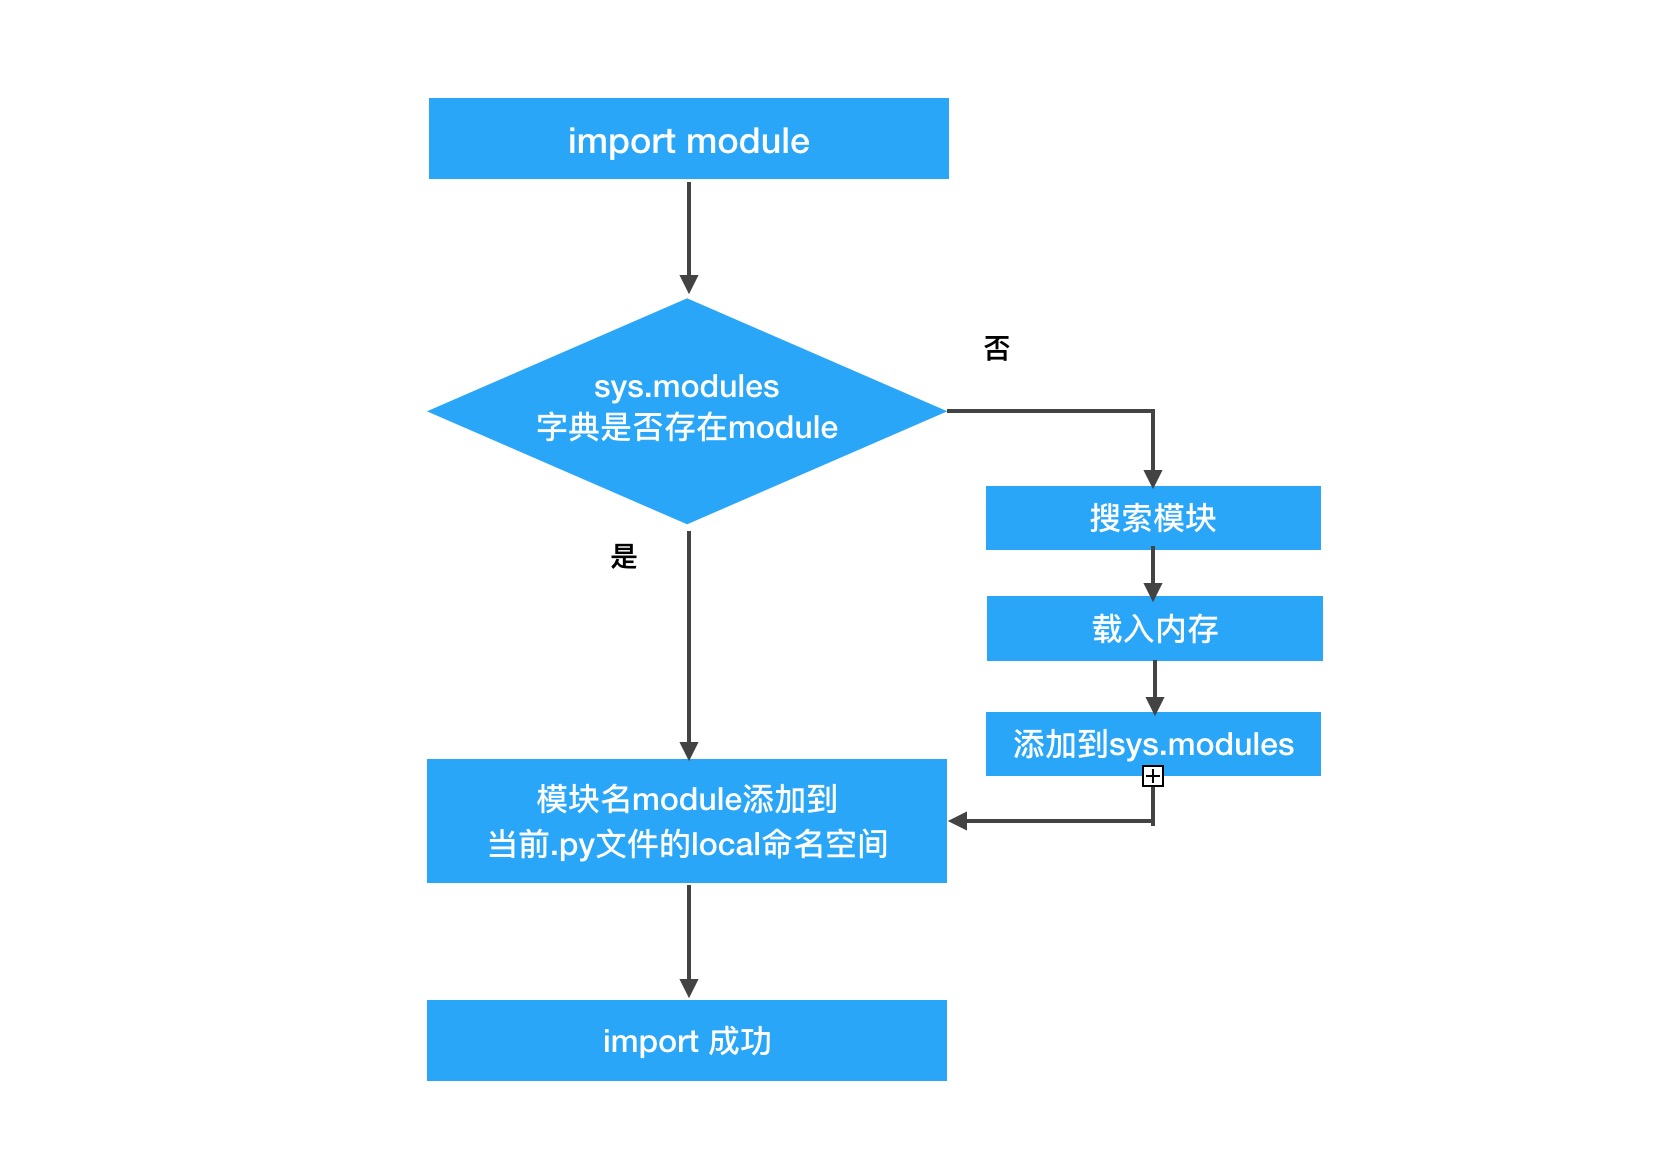 import module
sys.modules
字典是否存在module
否
是
搜索模块
载入内存
添加到sys.modules
模块名module添加到
当前.py文件的local命名空间
import 成功